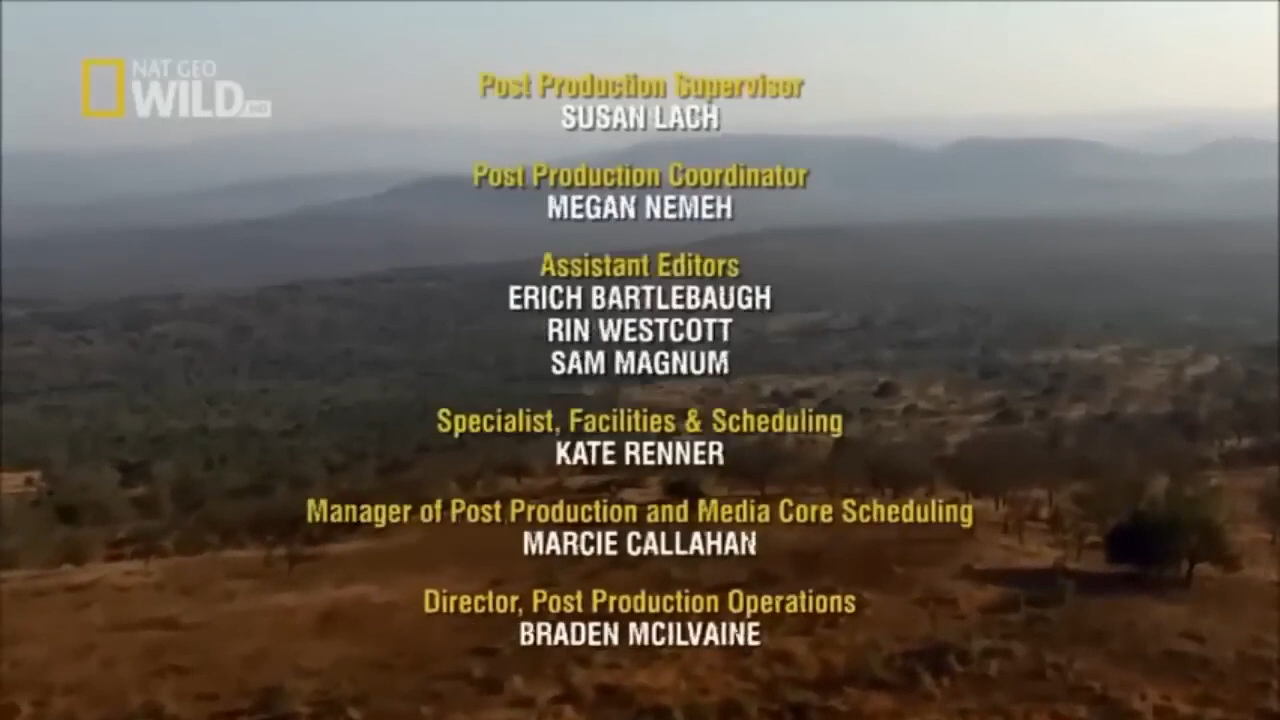 NAT GEO
WILD HD
Post Production Supervisor
SUSAN LACH
Post Production Coordinator
MEGAN NEMEH
Assistant Editors
ERICH BARTLEBAUGH
RIN WESTCOTT
SAM MAGNUM
Specialist, Facilities & Scheduling
KATE RENNER
Manager of Post Production and Media Core Scheduling
MARCIE CALLAHAN
Director, Post Production Operations
BRADEN MCILVAINE